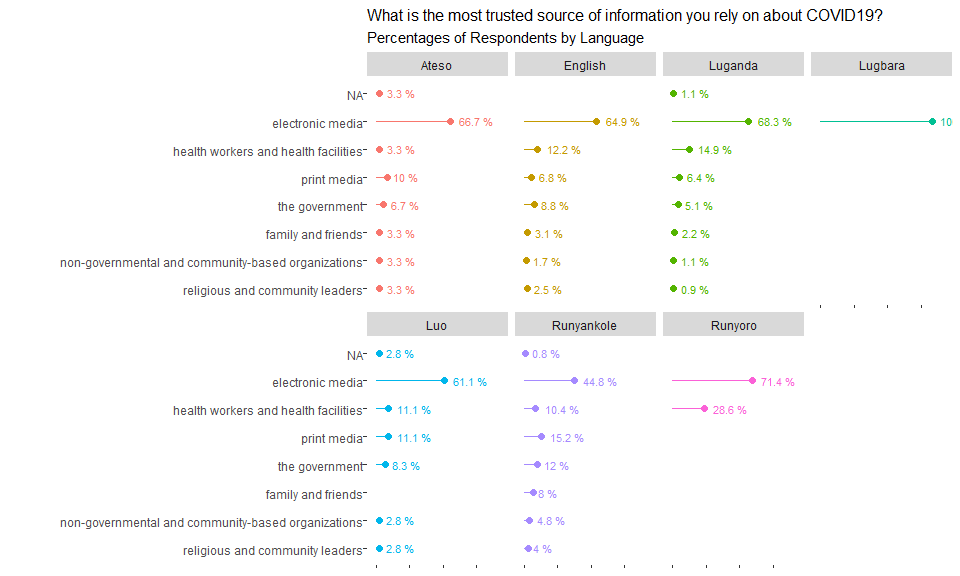 What is the most trusted source of information you rely on about COVID19?
Percentages of Respondents by Language
Ateso English Luganda Lugbara
NA 3.3 % 1.1 %
electronic media 66.7 % 64.9 % 68.3 % 10
health workers and health facilities 3.3 % 12.2 % 14.9 %
print media 10 % 6.8 % 6.4 %
the government 6.7 % 8.8 % 5.1 %
family and friends 3.3 % 3.1 % 2.2 %
non-governmental and community-based organizations 3.3 % 1.7 % 1.1 %
religious and community leaders 3.3 % 2.5 % 0.9 %
Luo Runyankole Runyoro
NA 2.8 % 0.8 %
electronic media 61.1 % 44.8 % 71.4 %
health workers and health facilities 11.1 % 10.4 % 28.6 %
print media 11.1 % 15.2 %
the government 8.3 % 12 %
family and friends 8 %
non-governmental and community-based organizations 2.8 % 4.8 %
religious and community leaders 2.8 % 4 %